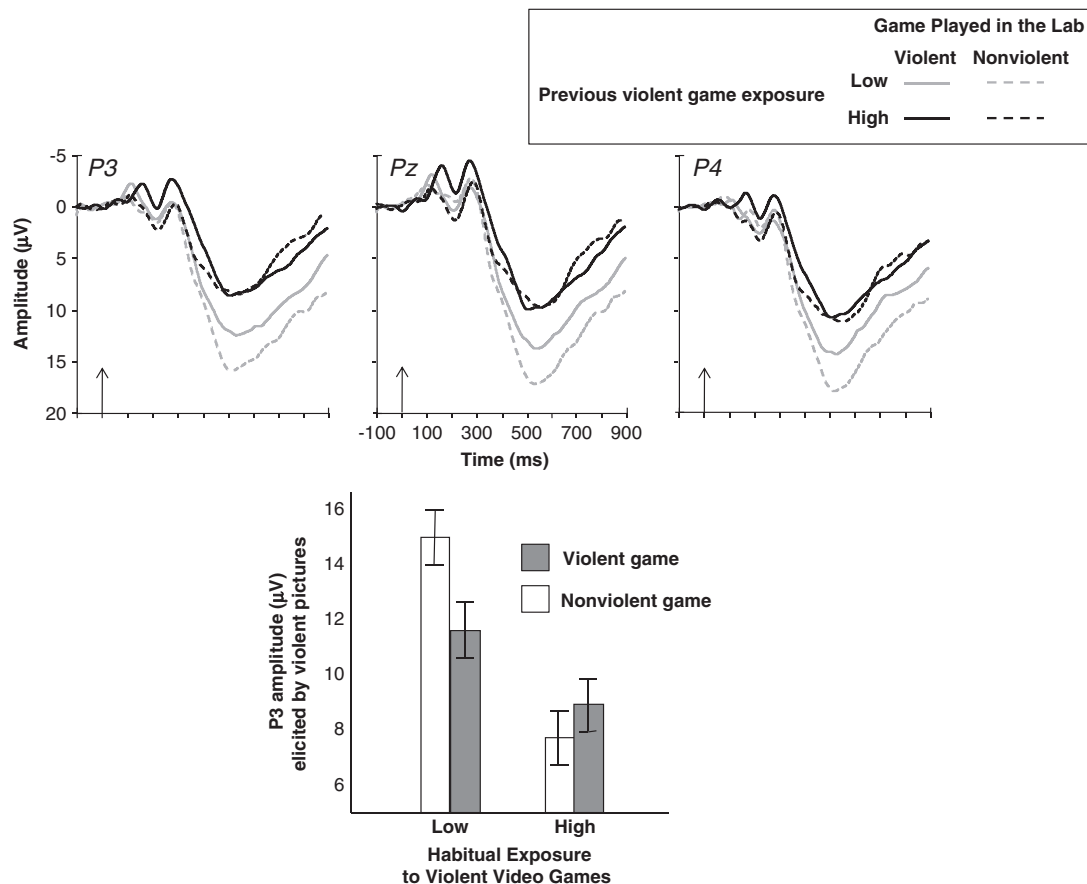 Game Played in the Lab
Violent Nonviolent
Previous violent game exposure
Low
High
P3
Pz
P4
Amplitude (µV)
-5
0
5
10
15
20
-100 100 300 500 700 900
Time (ms)
P3 amplitude (µV)
elicited by violent pictures
16
14
12
10
8
6
Violent game
Nonviolent game
Low High
Habitual Exposure
to Violent Video Games